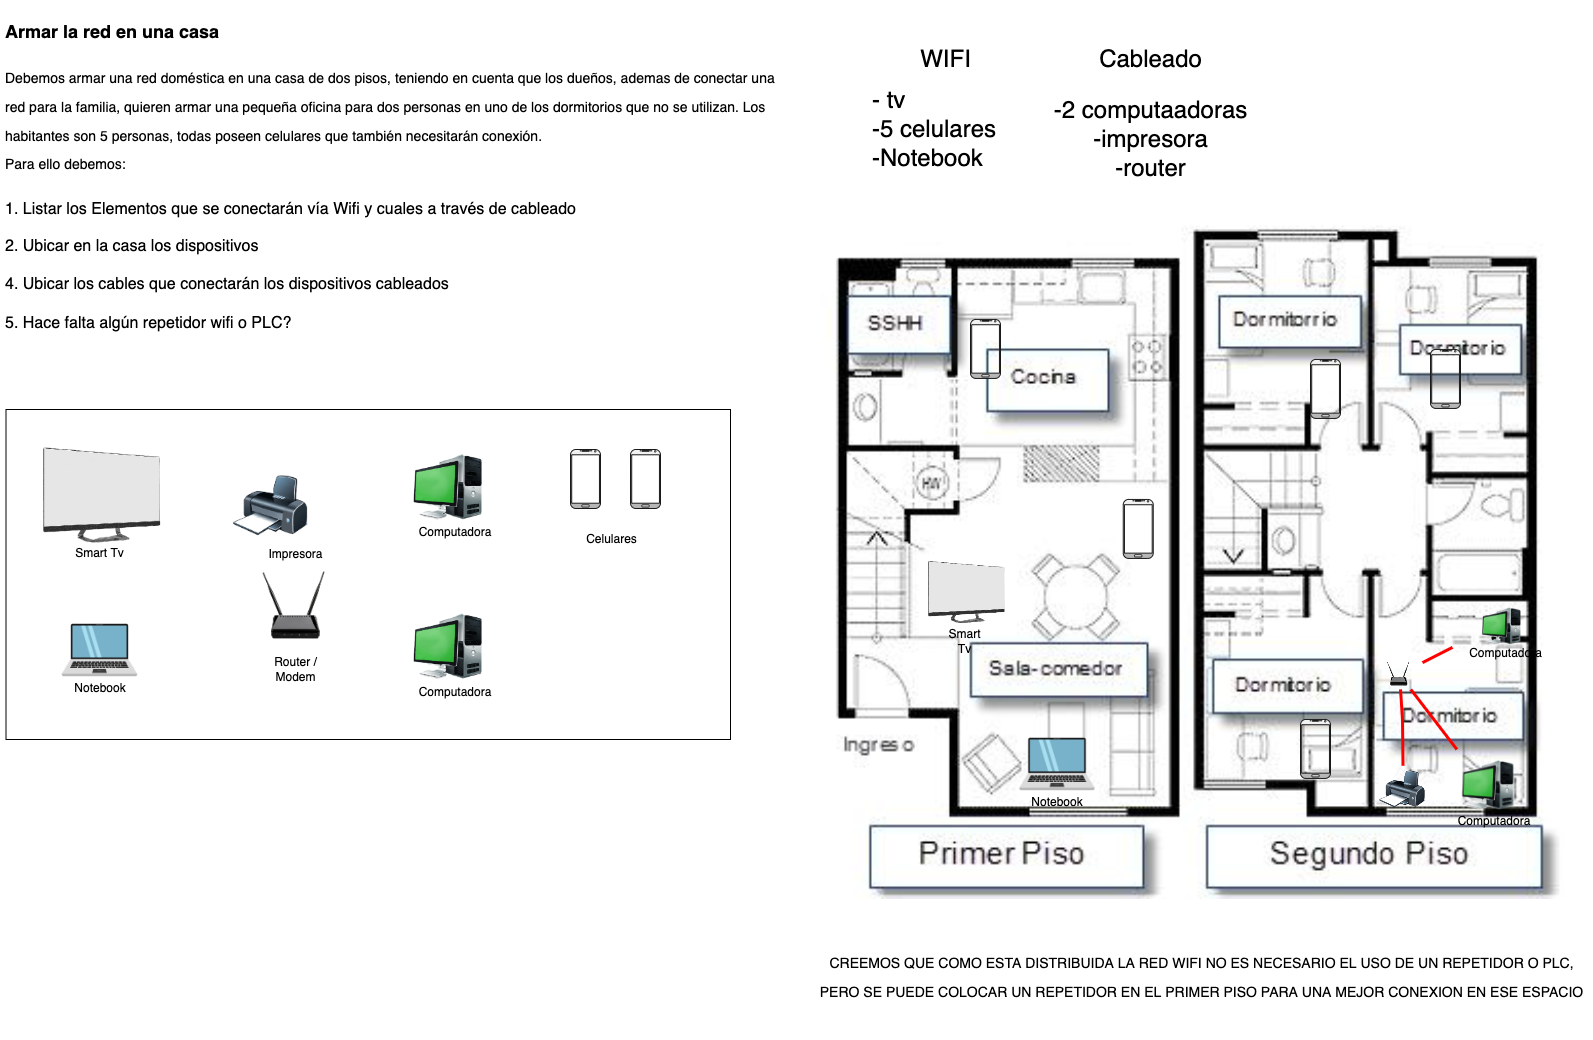 Armar la red en una casa
Debemos armar una red doméstica en una casa de dos pisos, teniendo en cuenta que los dueños, ademas de conectar una
red para la familia, quieren armar una pequeña oficina para dos personas en uno de los dormitorios que no se utilizan. Los
habitantes son 5 personas, todas poseen celulares que también necesitarán conexión.
Para ello debemos:
1. Listar los Elementos que se conectarán vía Wifi y cuales a través de cableado
2. Ubicar en la casa los dispositivos
4. Ubicar los cables que conectarán los dispositivos cableados
5. Hace falta algún repetidor wifi o PLC?
Smart Tv
Impresora
Computadora
Celulares
Notebook
Router /
Modem
Computadora
WIFI
- tv
-5 celulares
-Notebook
Cableado
-2 computaadoras
-impresora
-router
SSHH
Cocina
HW
Smart
Tv
Sala-comedor
Ingreso
Notebook
Primer Piso
Dormitorrio
Dormitorio
Computadora
Dormitorio
Dormitorio
Computadora
Segundo Piso
CREEMOS QUE COMO ESTA DISTRIBUIDA LA RED WIFI NO ES NECESARIO EL USO DE UN REPETIDOR O PLC,
PERO SE PUEDE COLOCAR UN REPETIDOR EN EL PRIMER PISO PARA UNA MEJOR CONEXION EN ESE ESPACIO